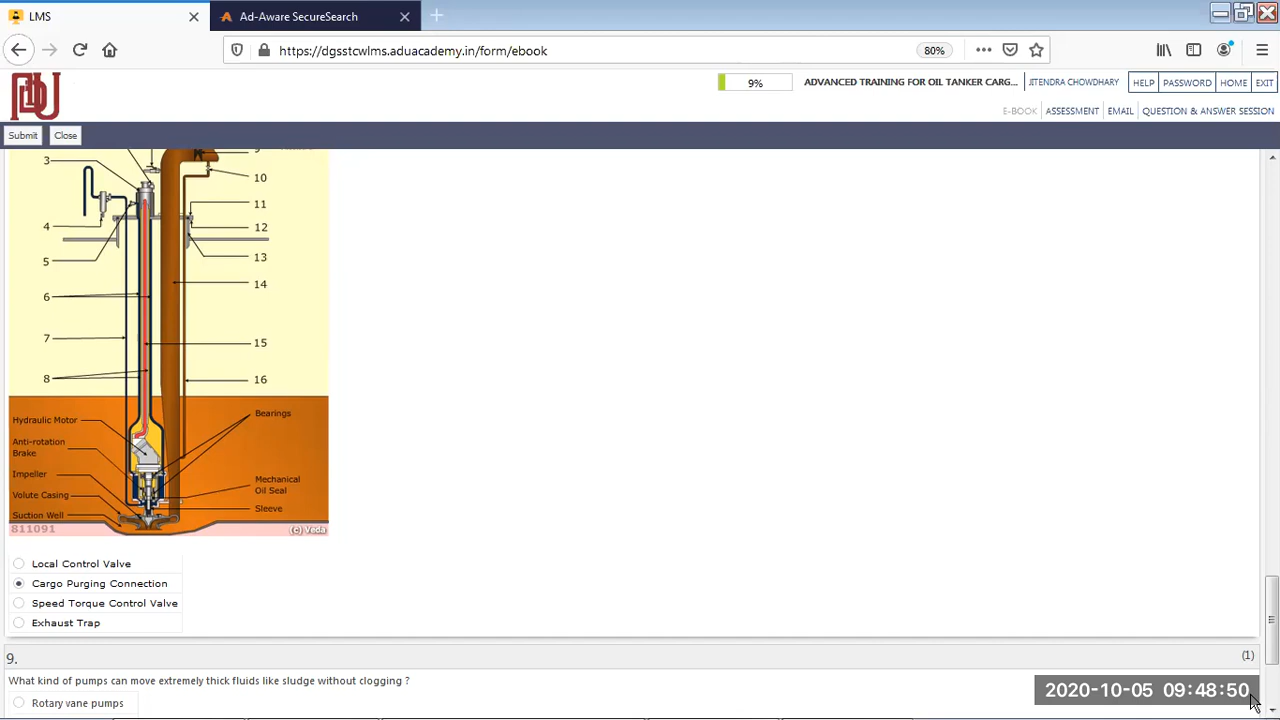 LMS
Ad-Aware SecureSearch
https://dgsstcwlms.aduacademy.in/form/ebook
80%
9%
ADVANCED TRAINING FOR OIL TANKER CARG...
JITENDRA CHOWDHARY
HELP
PASSWORD
HOME
EXIT
E-BOOK
ASSESSMENT
EMAIL
QUESTION & ANSWER SESSION
Submit
Close
3
9
10
11
4
12
5
13
14
6
7
15
8
16
Hydraulic Motor
Bearings
Anti-rotation
Brake
Impeller
Mechanical
Oil Seal
Volute Casing
Sleeve
Suction Well
811091
(c) Veda
Local Control Valve
Cargo Purging Connection
Speed Torque Control Valve
Exhaust Trap
9.
(1)
What kind of pumps can move extremely thick fluids like sludge without clogging ?
Rotary vane pumps
2020-10-05 09:48:50